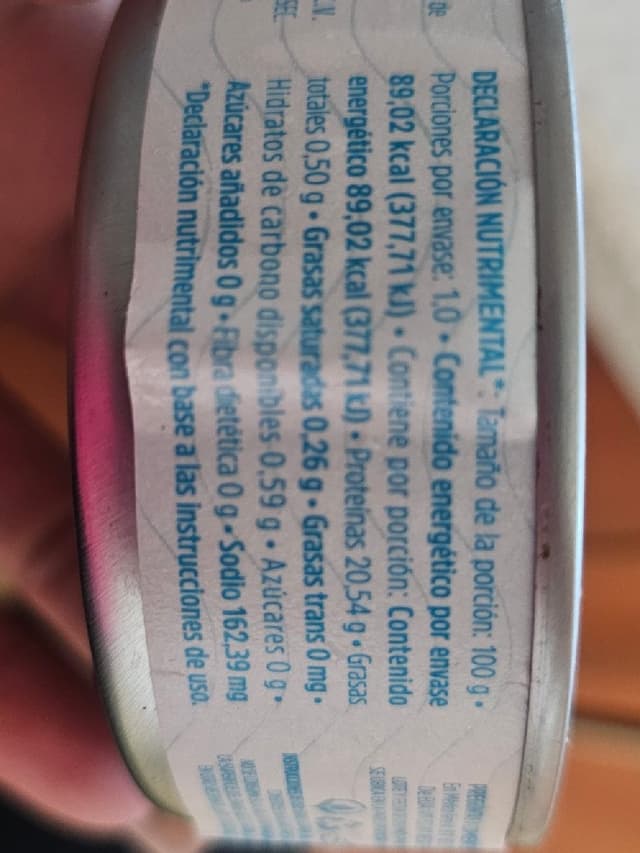 DECLARACIÓN NUTRIMENTAL*: Tamaño de la porción: 100 g •
Porciones por envase: 1,0 • Contenido energético por envase
89,02 kcal (377,71 kJ) • Contiene por porción: Contenido
energético 89,02 kcal (377,71 kJ) • Proteínas 20,54 g • Grasas
totales 0,50 g • Grasas saturadas 0,26 g • Grasas trans 0 mg •
Hidratos de carbono disponibles 0,59 g • Azúcares 0 g •
Azúcares añadidos 0 g • Fibra dietética 0 g • Sodio 162,39 mg
*Declaración nutrimental con base a las instrucciones de uso.